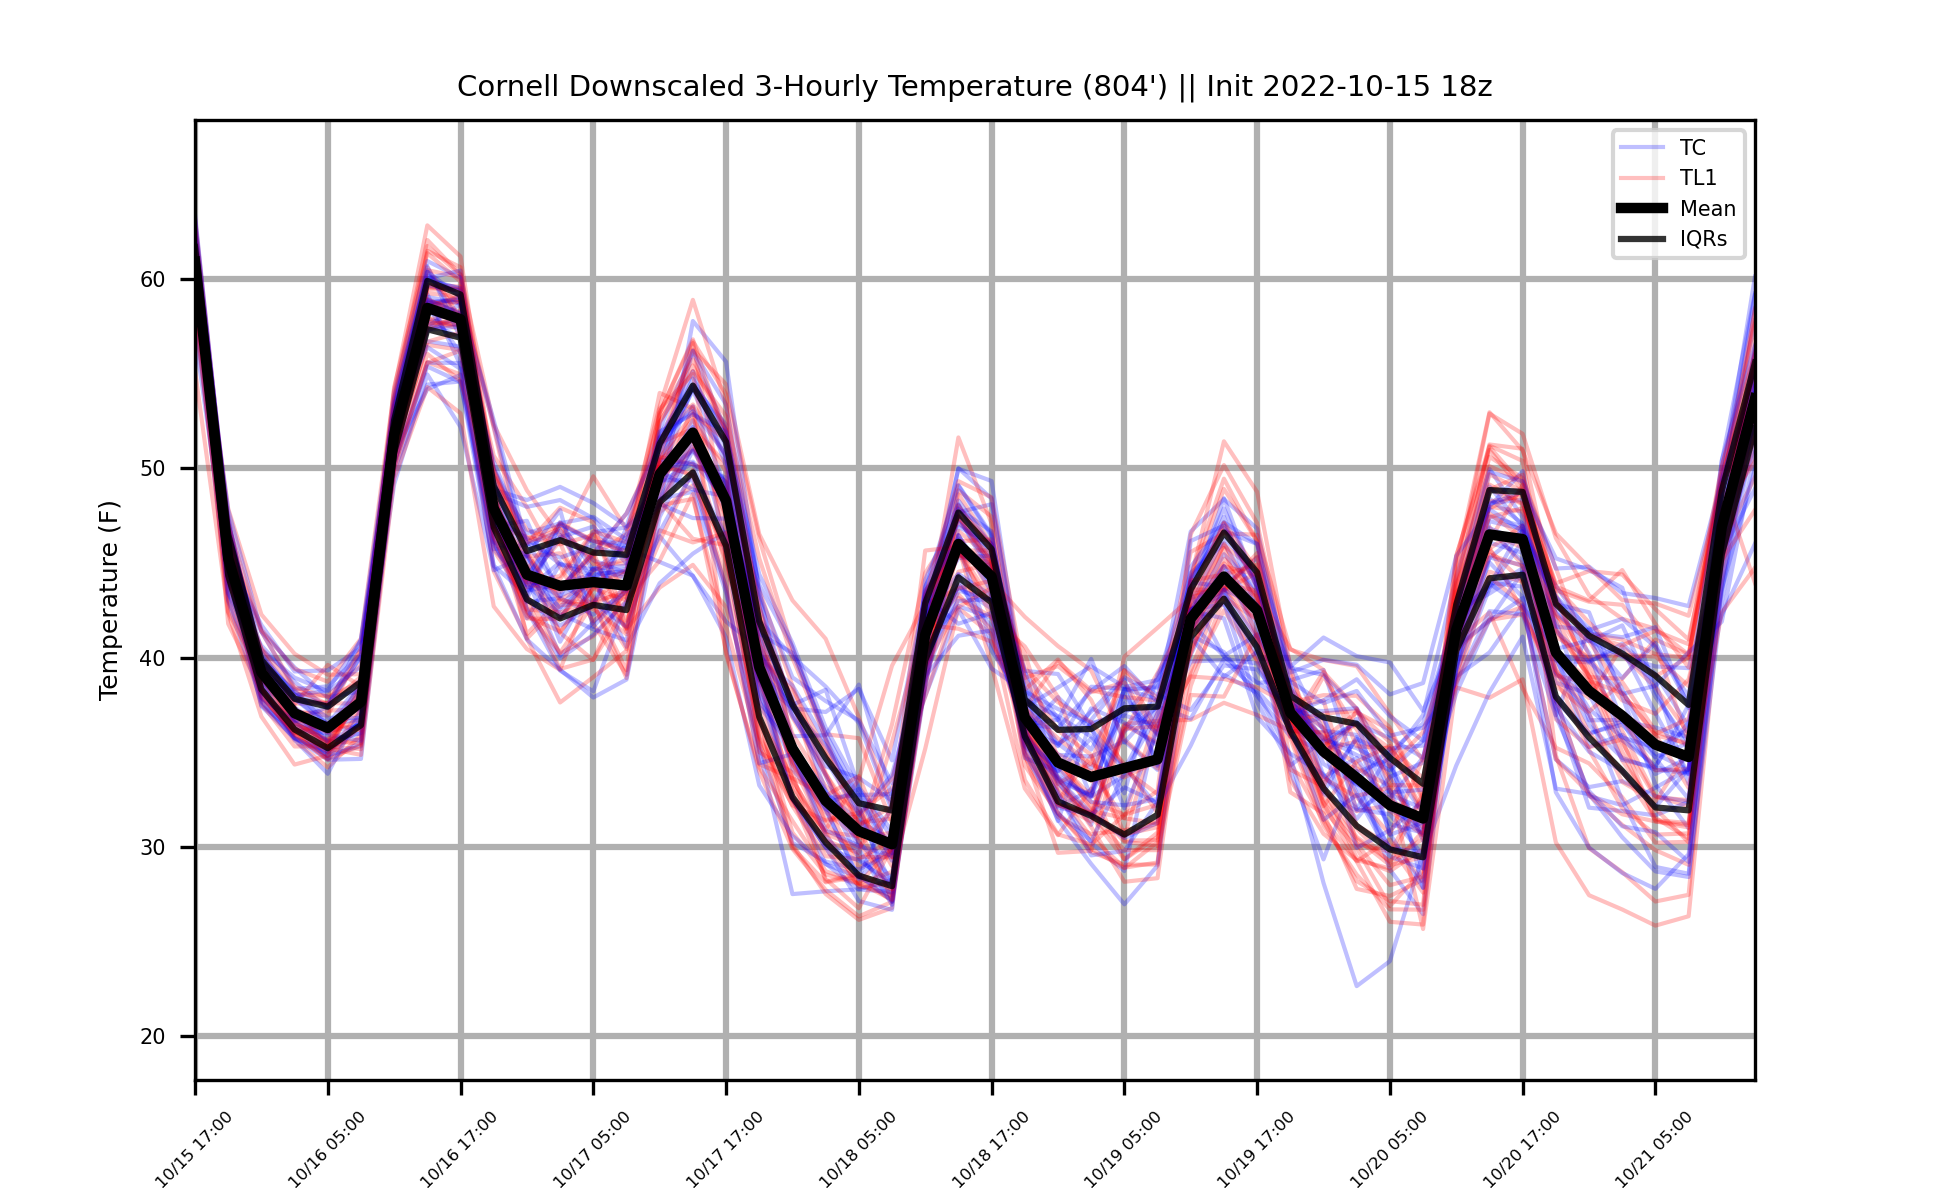 Cornell Downscaled 3-Hourly Temperature (804') || Init 2022-10-15 18z
TC
TL1
Mean
IQRs
Temperature (F)
60
50
40
30
20
10/15 17:00
10/16 05:00
10/16 17:00
10/17 05:00
10/17 17:00
10/18 05:00
10/18 17:00
10/19 05:00
10/19 17:00
10/20 05:00
10/20 17:00
10/21 05:00